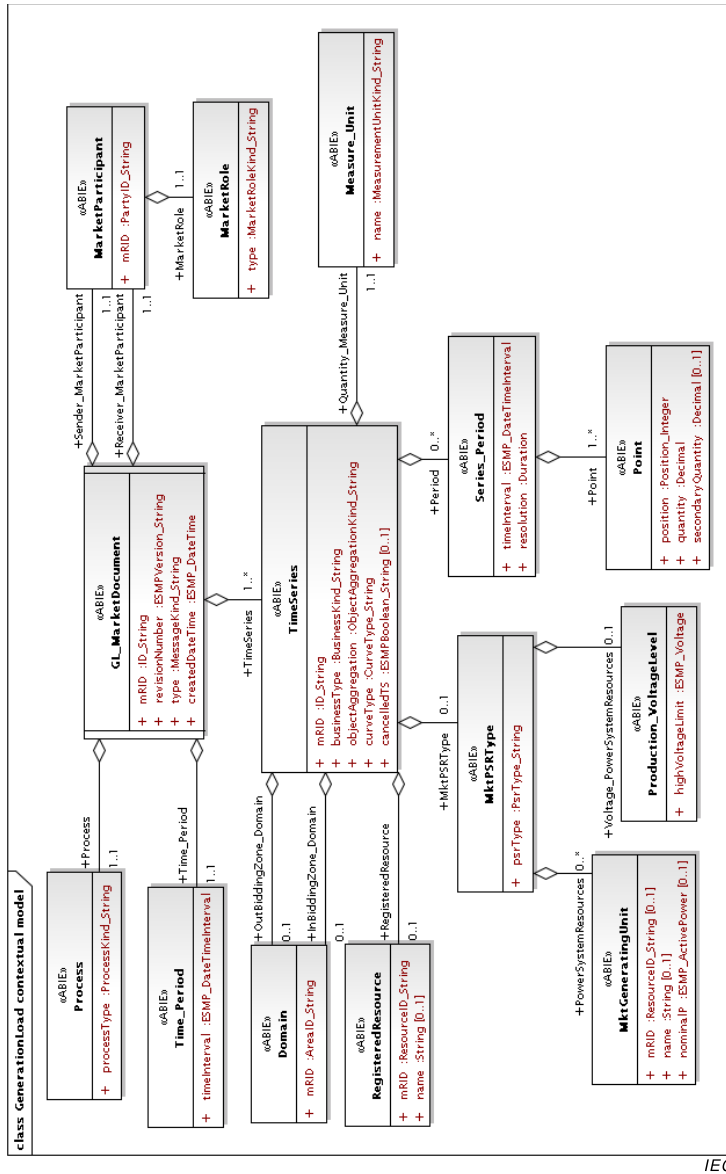 class GenerationLoad contextual model
«ABIE»
Process
+ processType :ProcessKind_String
+Process
1..1
«ABIE»
Time_Period
+ timeInterval :ESMP_DateTimeInterval
+Time_Period
1..1
«ABIE»
GL_MarketDocument
+ mRID :ID_String
+ revisionNumber :ESMPVersion_String
+ type :MessageKind_String
+ createdDateTime :ESMP_DateTime
+Sender_MarketParticipant
1..1
+Receiver_MarketParticipant
1..1
«ABIE»
MarketParticipant
+ mRID :PartyID_String
+MarketRole
1..1
«ABIE»
MarketRole
+ type :MarketRoleKind_String
+TimeSeries
1..*
«ABIE»
Domain
+ mRID :AreaID_String
+OutBiddingZone_Domain
0..1
+InBiddingZone_Domain
0..1
«ABIE»
RegisteredResource
+ mRID :ResourceID_String
+ name :String [0..1]
+RegisteredResource
0..1
«ABIE»
TimeSeries
+ mRID :ID_String
+ businessType :BusinessKind_String
+ objectAggregation :ObjectAggregationKind_String
+ curveType :CurveType_String
+ cancelledTS :ESMPBoolean_String [0..1]
+Quantity_Measure_Unit
1..1
«ABIE»
Measure_Unit
+ name :MeasurementUnitKind_String
+MktPSRType
0..1
+Period
0..*
«ABIE»
MktPSRType
+ psrType :PsrType_String
«ABIE»
Series_Period
+ timeInterval :ESMP_DateTimeInterval
+ resolution :Duration
+PowerSystemResources
0..*
+Voltage_PowerSystemResources
0..1
+Point
1..*
«ABIE»
MktGeneratingUnit
+ mRID :ResourceID_String [0..1]
+ name :String [0..1]
+ nominalP :ESMP_ActivePower [0..1]
«ABIE»
Production_VoltageLevel
+ highVoltageLimit :ESMP_Voltage
«ABIE»
Point
+ position :Position_Integer
+ quantity :Decimal
+ secondaryQuantity :Decimal [0..1]